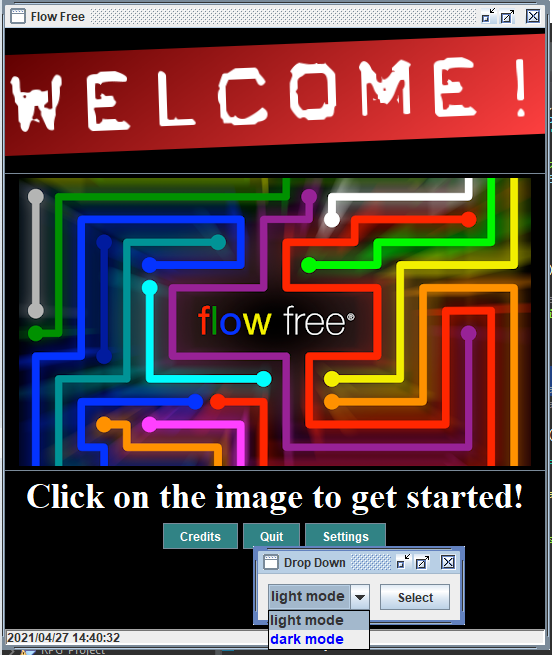 Flow Free
WELCOME!
flow free®
Click on the image to get started!
Credits Quit Settings
Drop Down
light mode Select
light mode
dark mode
2021/04/27 14:40:32
RPG Project